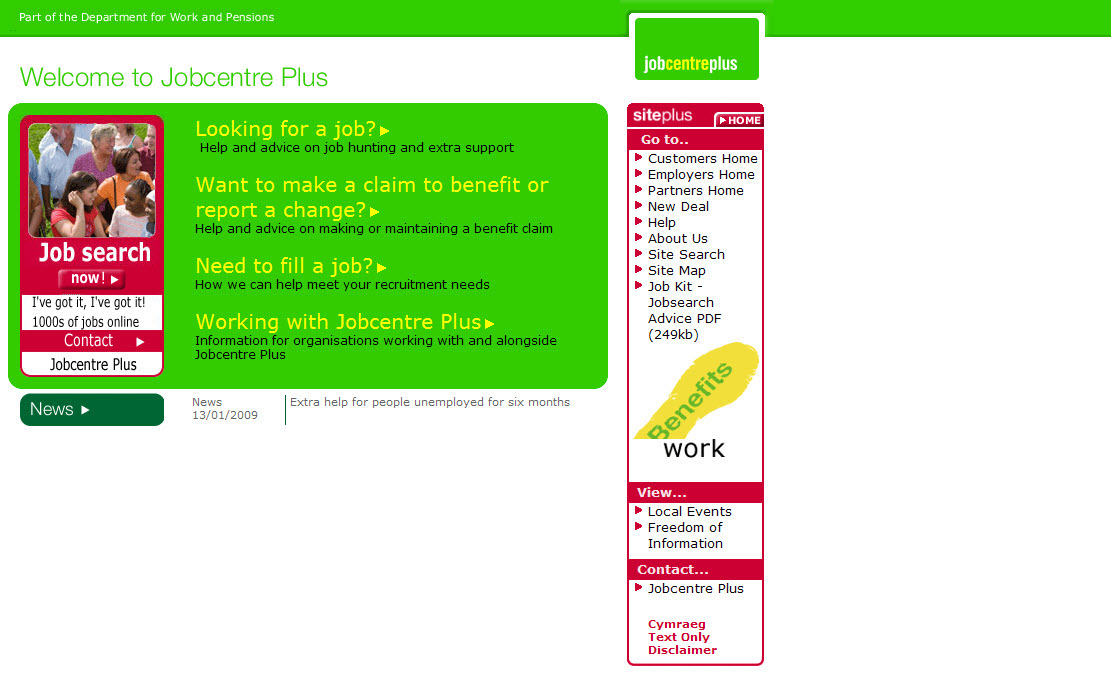 Part of the Department for Work and Pensions
jobcentreplus
Welcome to Jobcentre Plus
Job search
now!
I've got it, I've got it!
1000s of jobs online
Contact
Jobcentre Plus
Looking for a job?
Help and advice on job hunting and extra support
Want to make a claim to benefit or
report a change?
Help and advice on making or maintaining a benefit claim
Need to fill a job?
How we can help meet your recruitment needs
Working with Jobcentre Plus
Information for organisations working with and alongside
Jobcentre Plus
News
News
13/01/2009
Extra help for people unemployed for six months
siteplus
HOME
Go to..
Customers Home
Employers Home
Partners Home
New Deal
Help
About Us
Site Search
Site Map
Job Kit -
Jobsearch
Advice PDF
(249kb)
Benefits
work
View...
Local Events
Freedom of
Information
Contact...
Jobcentre Plus
Cymraeg
Text Only
Disclaimer